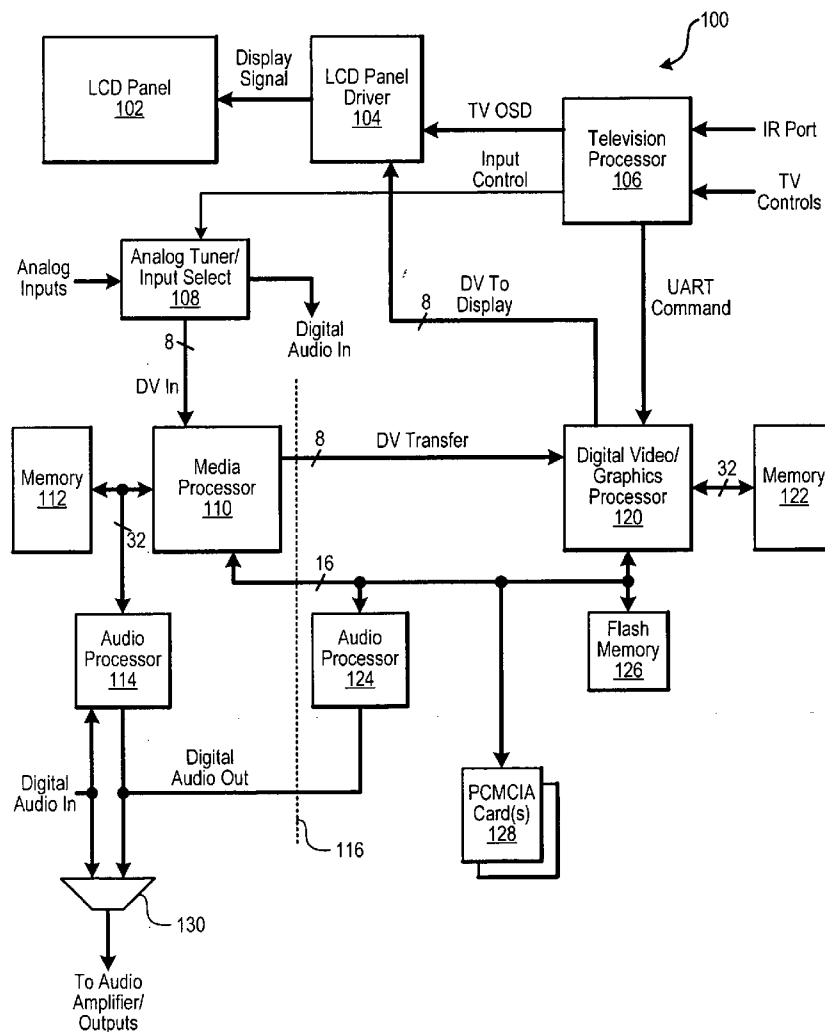 100
LCD Panel
102
Display
Signal
LCD Panel
Driver
104
TV OSD
Television
Processor
106
IR Port
TV
Controls
Input
Control
Analog
Inputs
Analog Tuner/
Input Select
108
Digital
Audio In
8
DV In
8
DV To
Display
UART
Command
Memory
112
32
Media
Processor
110
8
DV Transfer
Digital Video/
Graphics
Processor
120
32
Memory
122
16
Audio
Processor
114
Audio
Processor
124
Flash
Memory
126
Digital
Audio In
Digital
Audio Out
116
PCMCIA
Card(s)
128
130
To Audio
Amplifier/
Outputs